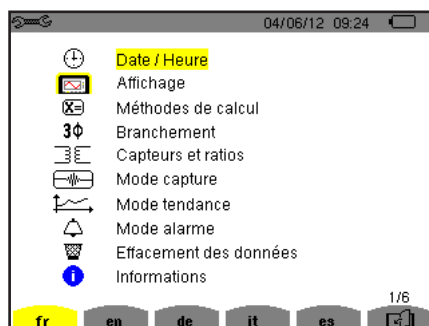 04/06/12 09:24
Date / Heure
Affichage
X= Méthodes de calcul
3Φ Branchement
Capteurs et ratios
Mode capture
Mode tendance
Mode alarme
Effacement des données
i Informations
1/6
fr en de it es